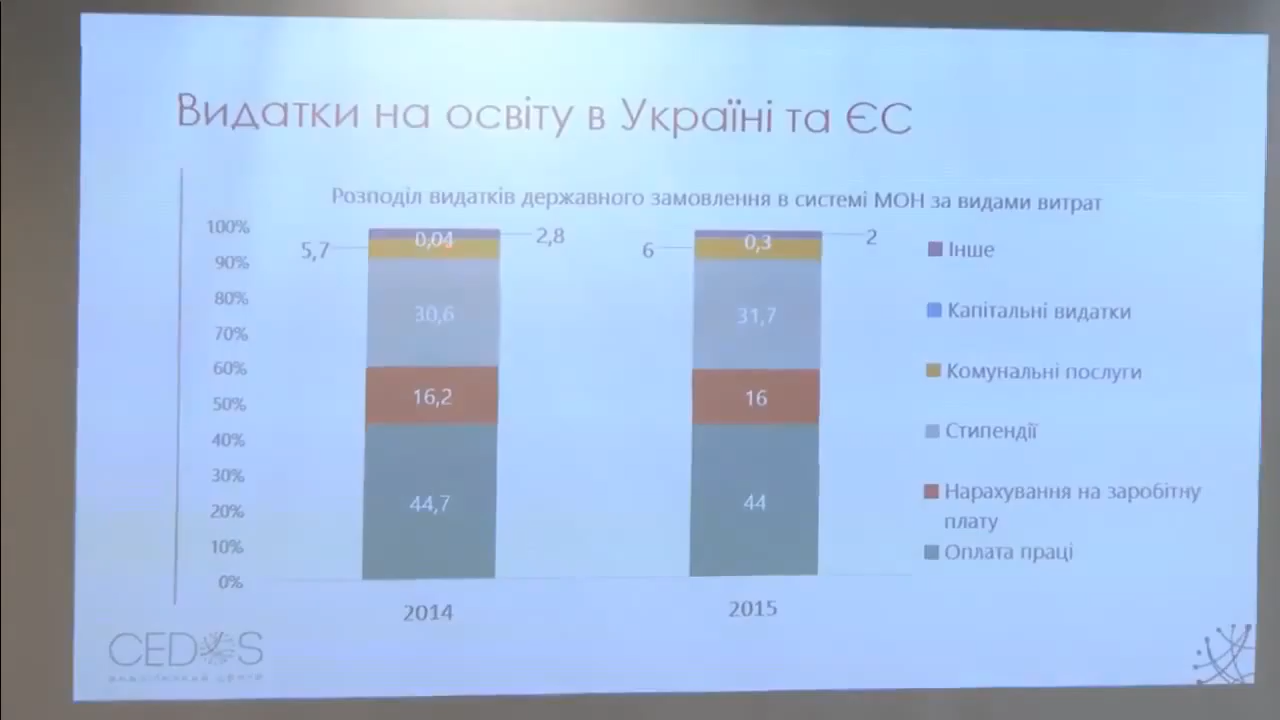 Видатки на освіту в Україні та ЄС
Розподіл видатків державного замовлення в системі МОН за видами витрат
100%
90%
80%
70%
60%
50%
40%
30%
20%
10%
0%
5,7
0,04
2,8
30,6
16,2
44,7
2014
6
0,3
2
31,7
16
44
2015
Інше
Капітальні видатки
Комунальні послуги
Стипендії
Нарахування на заробітну
плату
Оплата праці
CEDOS
аналітичний центр